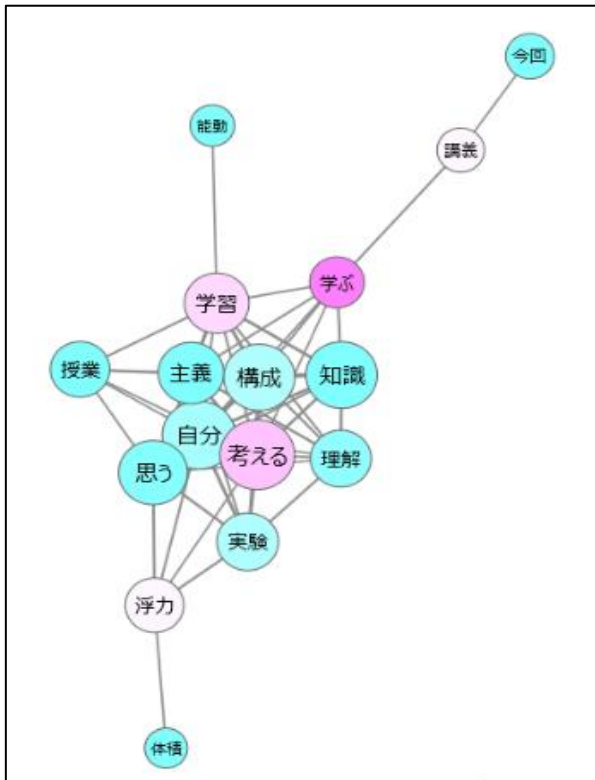 今回
能動
講義
学ぶ
学習
授業
主義
構成
知識
自分
考える
理解
思う
実験
浮力
体積